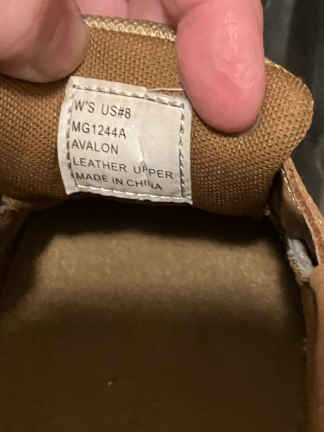 W'S US#8
MG1244A
AVALON
LEATHER UPPER
MADE IN CHINA